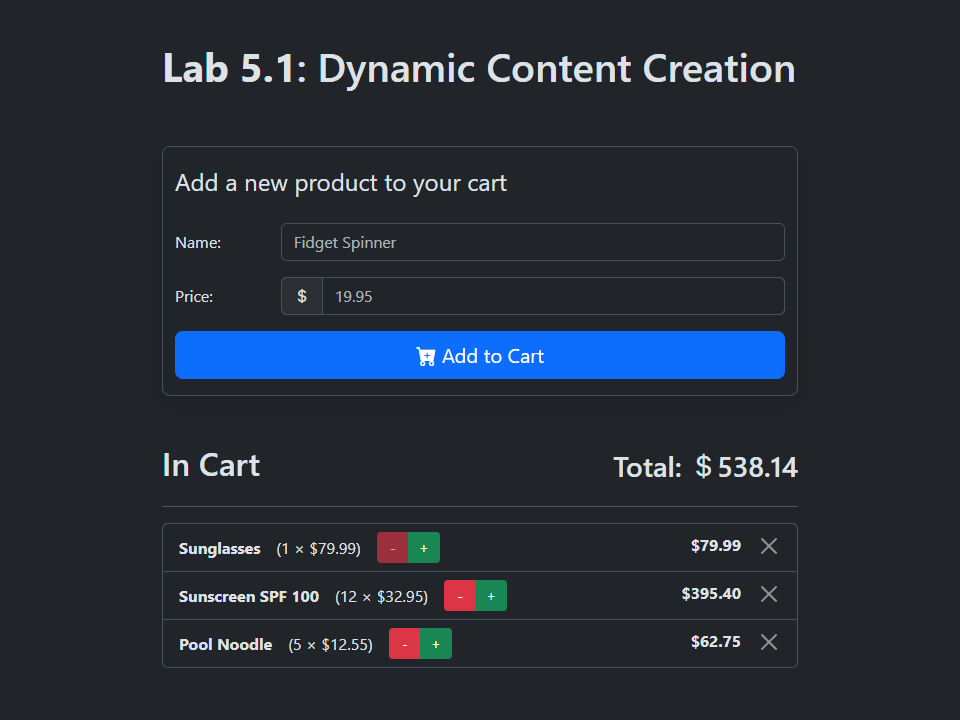 Lab 5.1: Dynamic Content Creation
Add a new product to your cart
Name: Fidget Spinner
Price: $ 19.95
Add to Cart
In Cart Total: $ 538.14
Sunglasses (1 × $79.99) - + $79.99
Sunscreen SPF 100 (12 × $32.95) - + $395.40
Pool Noodle (5 × $12.55) - + $62.75